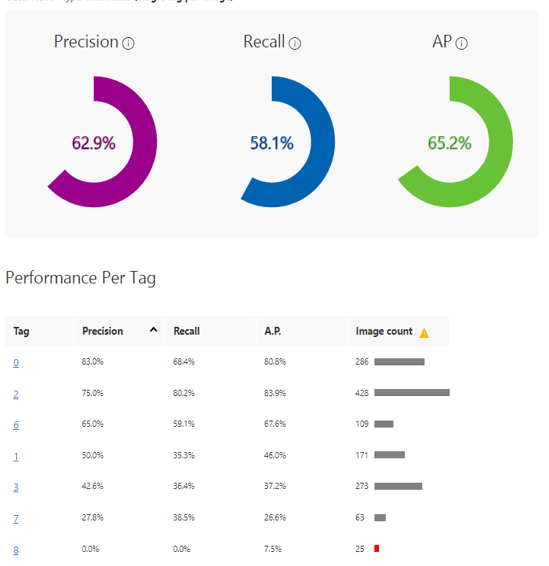 Precision
Recall
AP
62.9%
58.1%
65.2%
Performance Per Tag
Tag Precision Recall A.P. Image count
0 83.0% 68.4% 80.8% 286
2 75.0% 80.2% 83.9% 428
6 65.0% 59.1% 67.6% 109
1 50.0% 35.3% 46.0% 171
3 42.6% 36.4% 37.2% 273
7 27.8% 38.5% 26.6% 63
8 0.0% 0.0% 7.5% 25